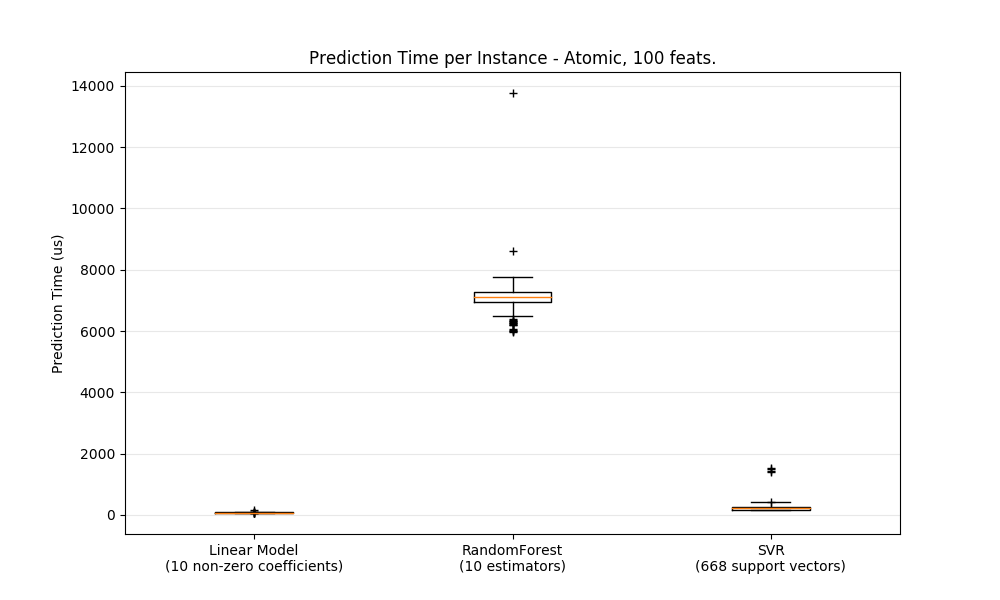 Prediction Time per Instance - Atomic, 100 feats.
14000
12000
10000
8000
6000
4000
2000
0
Prediction Time (us)
Linear Model
(10 non-zero coefficients)
RandomForest
(10 estimators)
SVR
(668 support vectors)